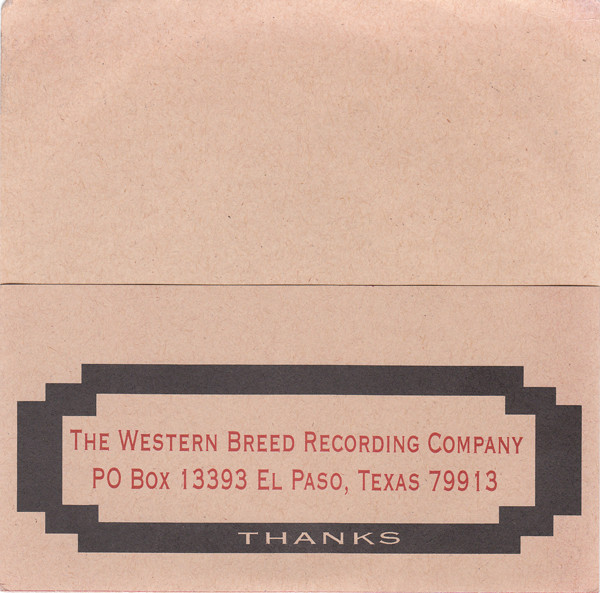 The Western Breed Recording Company
PO Box 13393 El Paso, Texas 79913
THANKS